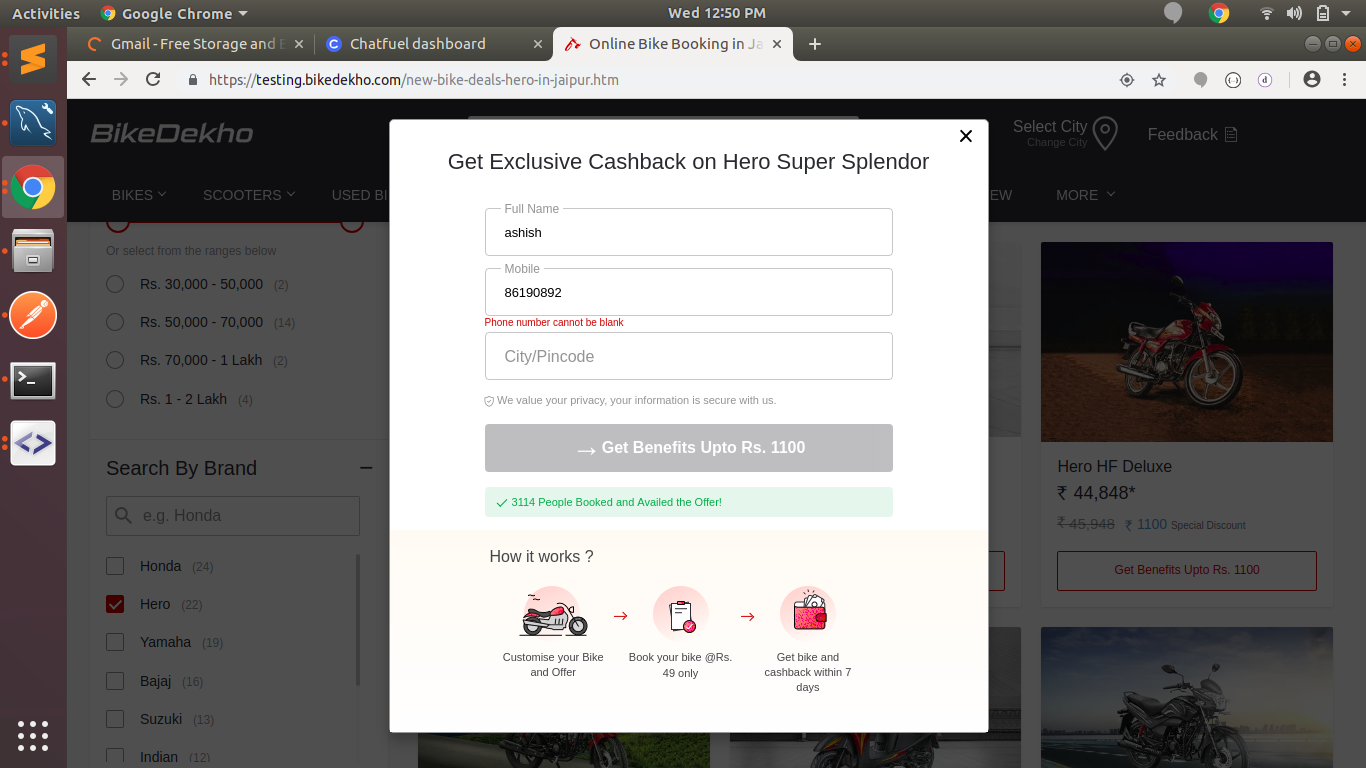 Activities
Google Chrome
Wed 12:50 PM
Gmail - Free Storage and E
Chatfuel dashboard
Online Bike Booking in Ja
https://testing.bikedekho.com/new-bike-deals-hero-in-jaipur.htm
BikeDekho
Select City
Change City
Feedback
BIKES
SCOOTERS
USED BI
EW
MORE
Or select from the ranges below
Rs. 30,000 - 50,000 (2)
Rs. 50,000 - 70,000 (14)
Rs. 70,000 - 1 Lakh (2)
Rs. 1 - 2 Lakh (4)
Search By Brand
e.g. Honda
Honda (24)
Hero (22)
Yamaha (19)
Bajaj (16)
Suzuki (13)
Indian (12)
Get Exclusive Cashback on Hero Super Splendor
Full Name
ashish
Mobile
86190892
Phone number cannot be blank
City/Pincode
We value your privacy, your information is secure with us.
→ Get Benefits Upto Rs. 1100
3114 People Booked and Availed the Offer!
How it works ?
Customise your Bike
and Offer
Book your bike @Rs.
49 only
Get bike and
cashback within 7
days
Hero HF Deluxe
₹ 44,848*
₹ 45,948 ₹ 1100 Special Discount
Get Benefits Upto Rs. 1100